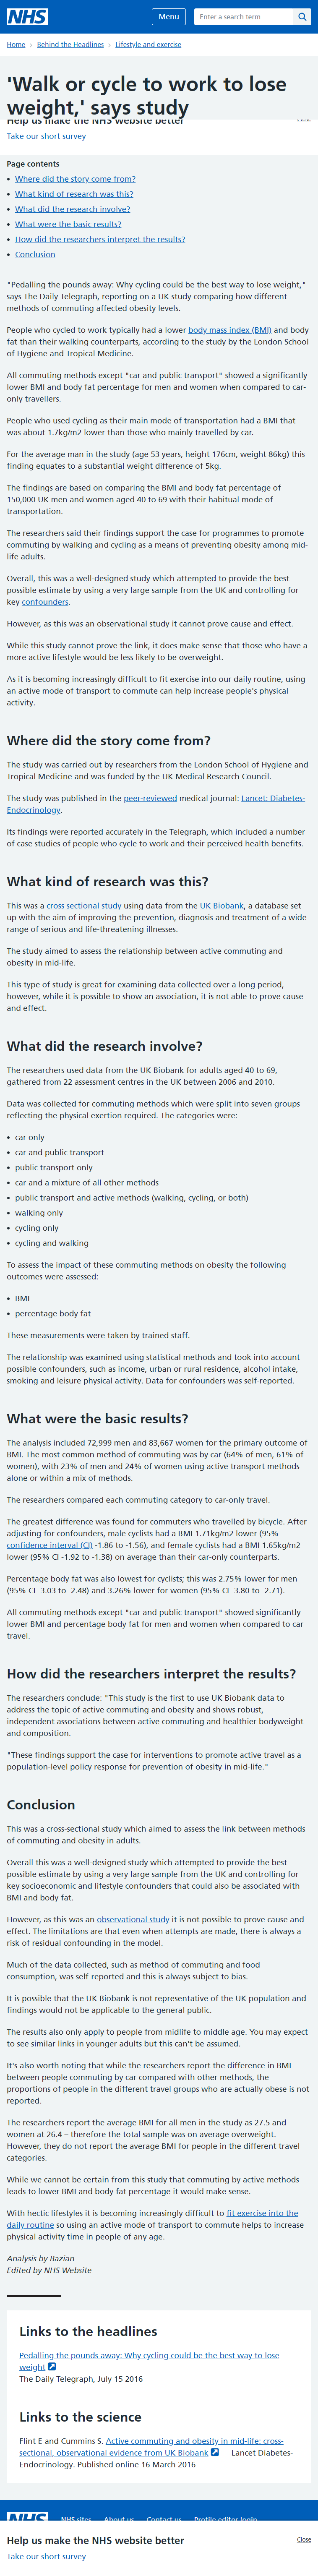 NHS
Menu
Enter a search term
Home
Behind the Headlines
Lifestyle and exercise
'Walk or cycle to work to lose
weight,' says study
Help us make the NHS website better
Take our short survey
Page contents
Where did the story come from?
What kind of research was this?
What did the research involve?
What were the basic results?
How did the researchers interpret the results?
Conclusion
"Pedalling the pounds away: Why cycling could be the best way to lose weight,"
says The Daily Telegraph, reporting on a UK study comparing how different
methods of commuting affected obesity levels.
People who cycled to work typically had a lower body mass index (BMI) and body
fat than their walking counterparts, according to the study by the London School
of Hygiene and Tropical Medicine.
All commuting methods except "car and public transport" showed a significantly
lower BMI and body fat percentage for men and women when compared to car-
only travellers.
People who used cycling as their main mode of transportation had a BMI that
was about 1.7kg/m2 lower than those who mainly travelled by car.
For the average man in the study (age 53 years, height 176cm, weight 86kg) this
finding equates to a substantial weight difference of 5kg.
The findings are based on comparing the BMI and body fat percentage of
150,000 UK men and women aged 40 to 69 with their habitual mode of
transportation.
The researchers said their findings support the case for programmes to promote
commuting by walking and cycling as a means of preventing obesity among mid-
life adults.
Overall, this was a well-designed study which attempted to provide the best
possible estimate by using a very large sample from the UK and controlling for
key confounders.
However, as this was an observational study it cannot prove cause and effect.
While this study cannot prove the link, it does make sense that those who have a
more active lifestyle would be less likely to be overweight.
As it is becoming increasingly difficult to fit exercise into our daily routine, using
an active mode of transport to commute can help increase people's physical
activity.
Where did the story come from?
The study was carried out by researchers from the London School of Hygiene and
Tropical Medicine and was funded by the UK Medical Research Council.
The study was published in the peer-reviewed medical journal: Lancet: Diabetes-
Endocrinology.
Its findings were reported accurately in the Telegraph, which included a number
of case studies of people who cycle to work and their perceived health benefits.
What kind of research was this?
This was a cross sectional study using data from the UK Biobank, a database set
up with the aim of improving the prevention, diagnosis and treatment of a wide
range of serious and life-threatening illnesses.
The study aimed to assess the relationship between active commuting and
obesity in mid-life.
This type of study is great for examining data collected over a long period,
however, while it is possible to show an association, it is not able to prove cause
and effect.
What did the research involve?
The researchers used data from the UK Biobank for adults aged 40 to 69,
gathered from 22 assessment centres in the UK between 2006 and 2010.
Data was collected for commuting methods which were split into seven groups
reflecting the physical exertion required. The categories were:
car only
car and public transport
public transport only
car and a mixture of all other methods
public transport and active methods (walking, cycling, or both)
walking only
cycling only
cycling and walking
To assess the impact of these commuting methods on obesity the following
outcomes were assessed:
BMI
percentage body fat
These measurements were taken by trained staff.
The relationship was examined using statistical methods and took into account
possible confounders, such as income, urban or rural residence, alcohol intake,
smoking and leisure physical activity. Data for confounders was self-reported.
What were the basic results?
The analysis included 72,999 men and 83,667 women for the primary outcome of
BMI. The most common method of commuting was by car (64% of men, 61% of
women), with 23% of men and 24% of women using active transport methods
alone or within a mix of methods.
The researchers compared each commuting category to car-only travel.
The greatest difference was found for commuters who travelled by bicycle. After
adjusting for confounders, male cyclists had a BMI 1.71kg/m2 lower (95%
confidence interval (CI) -1.86 to -1.56), and female cyclists had a BMI 1.65kg/m2
lower (95% CI -1.92 to -1.38) on average than their car-only counterparts.
Percentage body fat was also lowest for cyclists; this was 2.75% lower for men
(95% CI -3.03 to -2.48) and 3.26% lower for women (95% CI -3.80 to -2.71).
All commuting methods except "car and public transport" showed significantly
lower BMI and percentage body fat for men and women when compared to car
travel.
How did the researchers interpret the results?
The researchers conclude: "This study is the first to use UK Biobank data to
address the topic of active commuting and obesity and shows robust,
independent associations between active commuting and healthier bodyweight
and composition.
"These findings support the case for interventions to promote active travel as a
population-level policy response for prevention of obesity in mid-life."
Conclusion
This was a cross-sectional study which aimed to assess the link between methods
of commuting and obesity in adults.
Overall this was a well-designed study which attempted to provide the best
possible estimate by using a very large sample from the UK and controlling for
key socioeconomic and lifestyle confounders that could also be associated with
BMI and body fat.
However, as this was an observational study it is not possible to prove cause and
effect. The limitations are that even when attempts are made, there is always a
risk of residual confounding in the model.
Much of the data collected, such as method of commuting and food
consumption, was self-reported and this is always subject to bias.
It is possible that the UK Biobank is not representative of the UK population and
findings would not be applicable to the general public.
The results also only apply to people from midlife to middle age. You may expect
to see similar links in younger adults but this can't be assumed.
It's also worth noting that while the researchers report the difference in BMI
between people commuting by car compared with other methods, the
proportions of people in the different travel groups who are actually obese is not
reported.
The researchers report the average BMI for all men in the study as 27.5 and
women at 26.4 – therefore the total sample was on average overweight.
However, they do not report the average BMI for people in the different travel
categories.
While we cannot be certain from this study that commuting by active methods
leads to lower BMI and body fat percentage it would make sense.
With hectic lifestyles it is becoming increasingly difficult to fit exercise into the
daily routine so using an active mode of transport to commute helps to increase
physical activity time in people of any age.
Analysis by Bazian
Edited by NHS Website
Links to the headlines
Pedalling the pounds away: Why cycling could be the best way to lose
weight
The Daily Telegraph, July 15 2016
Links to the science
Flint E and Cummins S. Active commuting and obesity in mid-life: cross-
sectional, observational evidence from UK Biobank Lancet Diabetes-
Endocrinology. Published online 16 March 2016
NHS
NHS sites
About us
Contact us
Profile editor login
Help us make the NHS website better
Close
Take our short survey